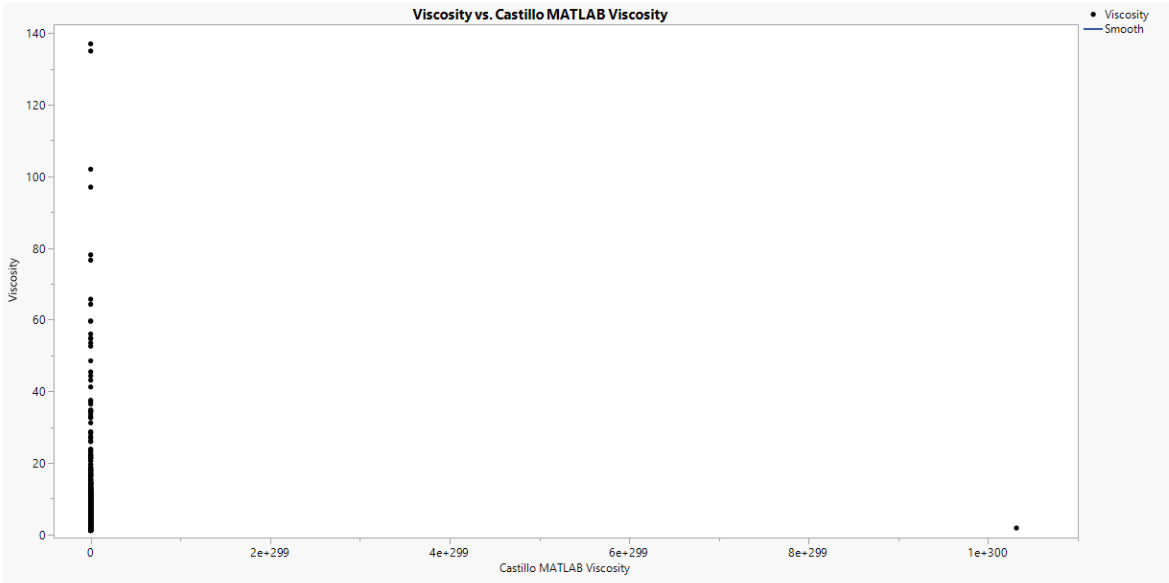 Viscosity vs. Castillo MATLAB Viscosity
Viscosity
Smooth
140
120
100
80
60
40
20
0
Viscosity
0 2e+299 4e+299 6e+299 8e+299 1e+300
Castillo MATLAB Viscosity